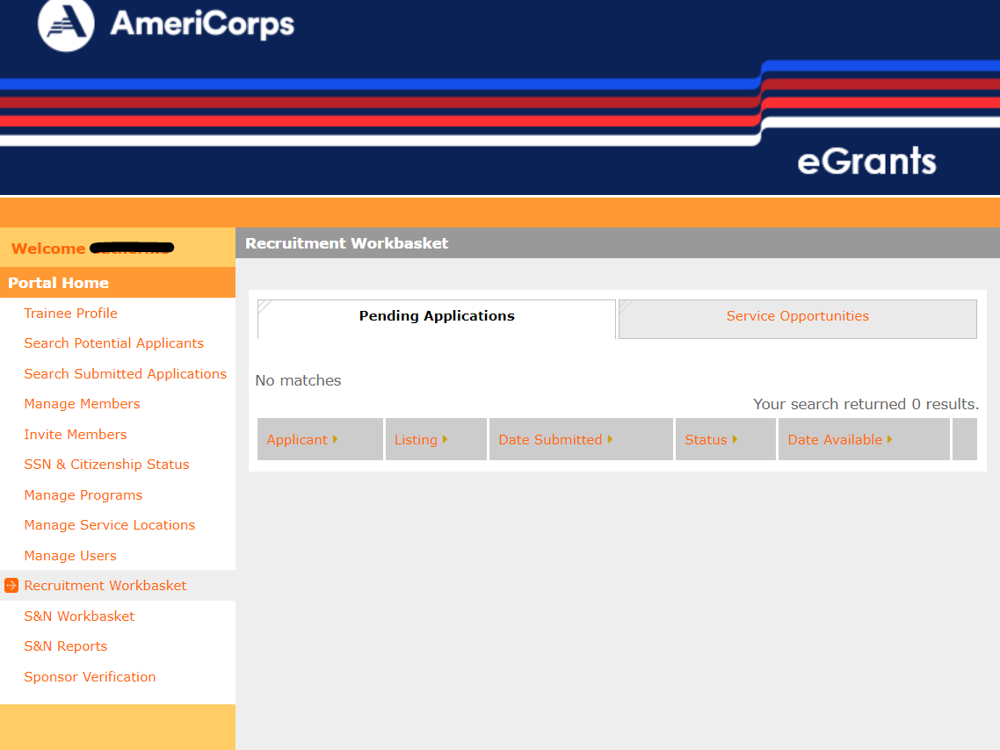 AmeriCorps
eGrants
Welcome
Portal Home
Trainee Profile
Search Potential Applicants
Search Submitted Applications
Manage Members
Invite Members
SSN & Citizenship Status
Manage Programs
Manage Service Locations
Manage Users
Recruitment Workbasket
S&N Workbasket
S&N Reports
Sponsor Verification
Recruitment Workbasket
Pending Applications
Service Opportunities
No matches
Your search returned 0 results.
Applicant Listing Date Submitted Status Date Available